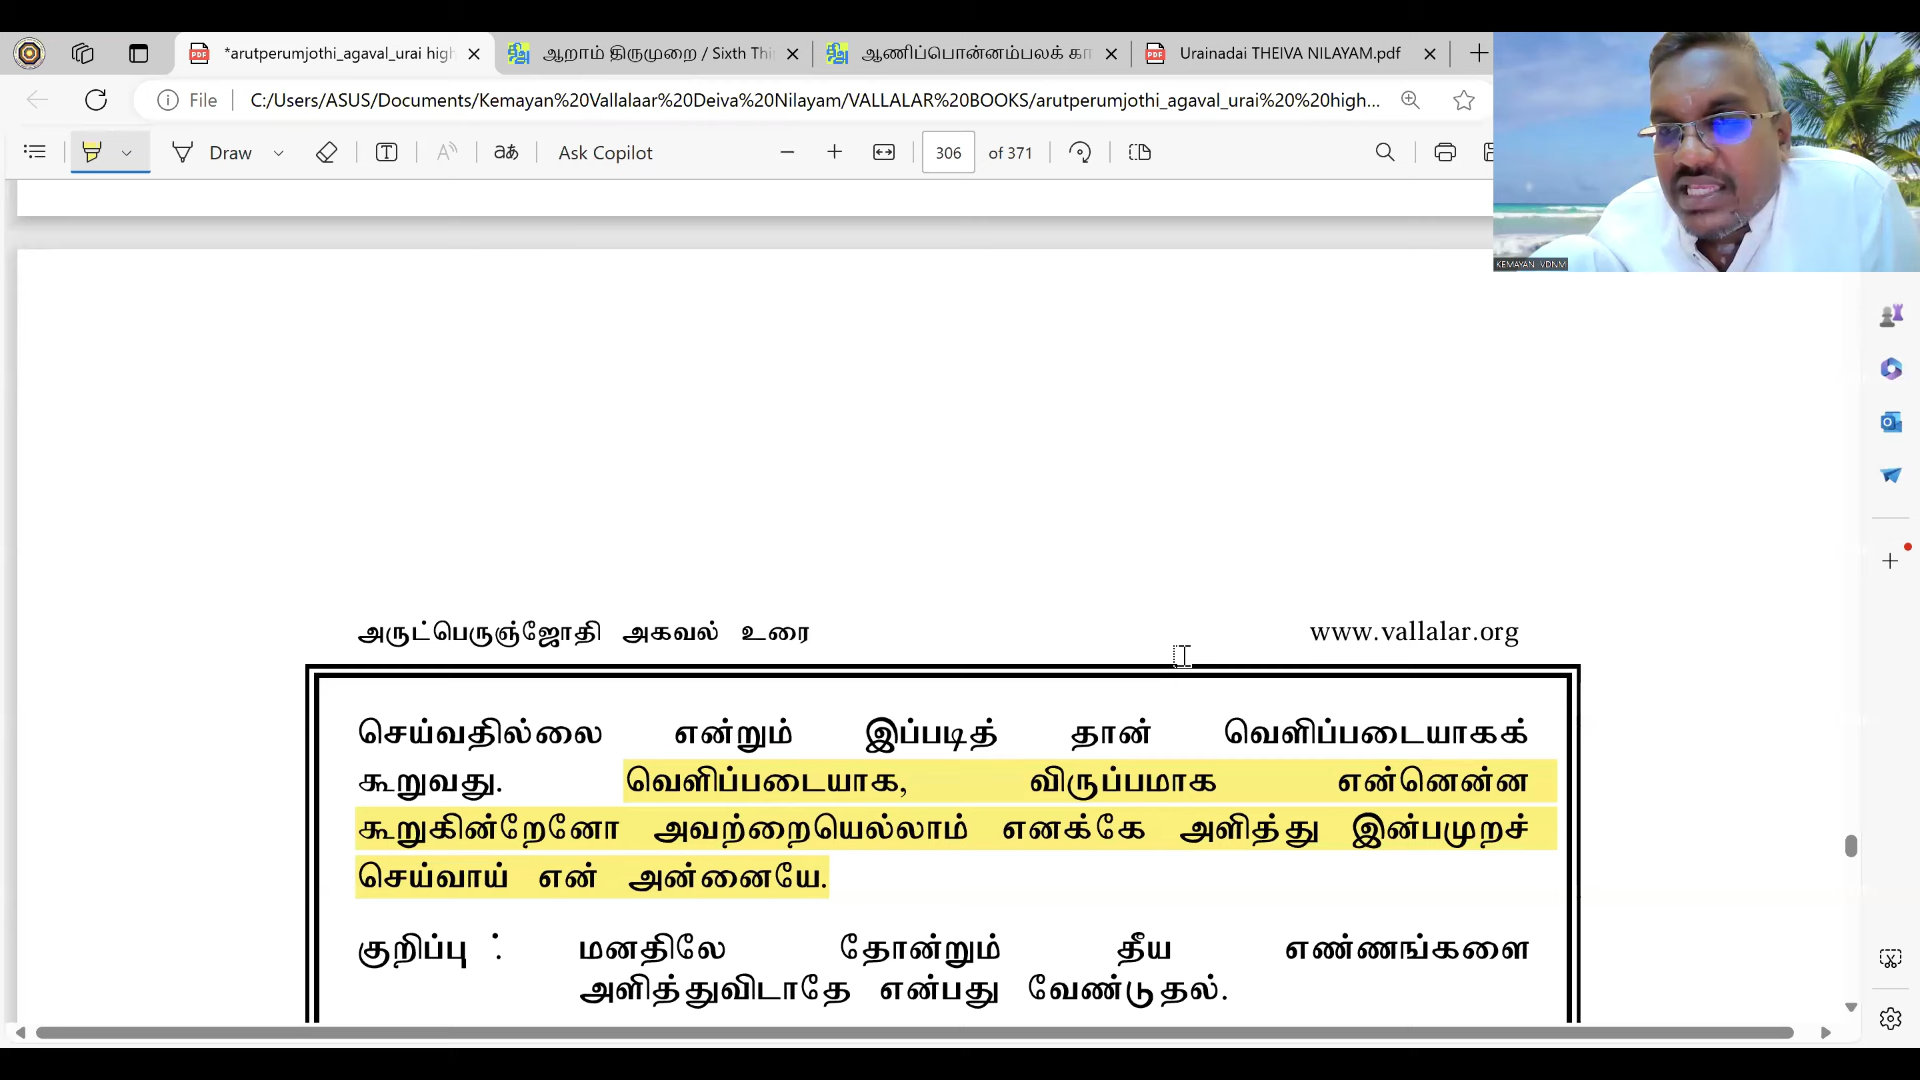 *arutperumjothi_agaval_urai high
ஆறாம் திருமுறை / Sixth Thi
ஆணிப்பொன்னம்பலக் கா
Urainadai THEIVA NILAYAM.pdf
File
C:/Users/ASUS/Documents/Kemayan%20Vallalaar%20Deiva%20Nilayam/VALLALAR%20BOOKS/arutperumjothi_agaval_urai%20%20high...
Draw
aあ
Ask Copilot
306 of 371
KEMAYAN VDNM
அருட்பெருஞ்ஜோதி அகவல் உரை
www.vallalar.org
செய்வதில்லை என்றும் இப்படித் தான் வெளிப்படையாகக்
கூறுவது. வெளிப்படையாக, விருப்பமாக என்னென்ன
கூறுகின்றேனோ அவற்றையெல்லாம் எனக்கே அளித்து இன்பமுறச்
செய்வாய் என் அன்னையே.
குறிப்பு : மனதிலே தோன்றும் தீய எண்ணங்களை
அளித்துவிடாதே என்பது வேண்டுதல்.